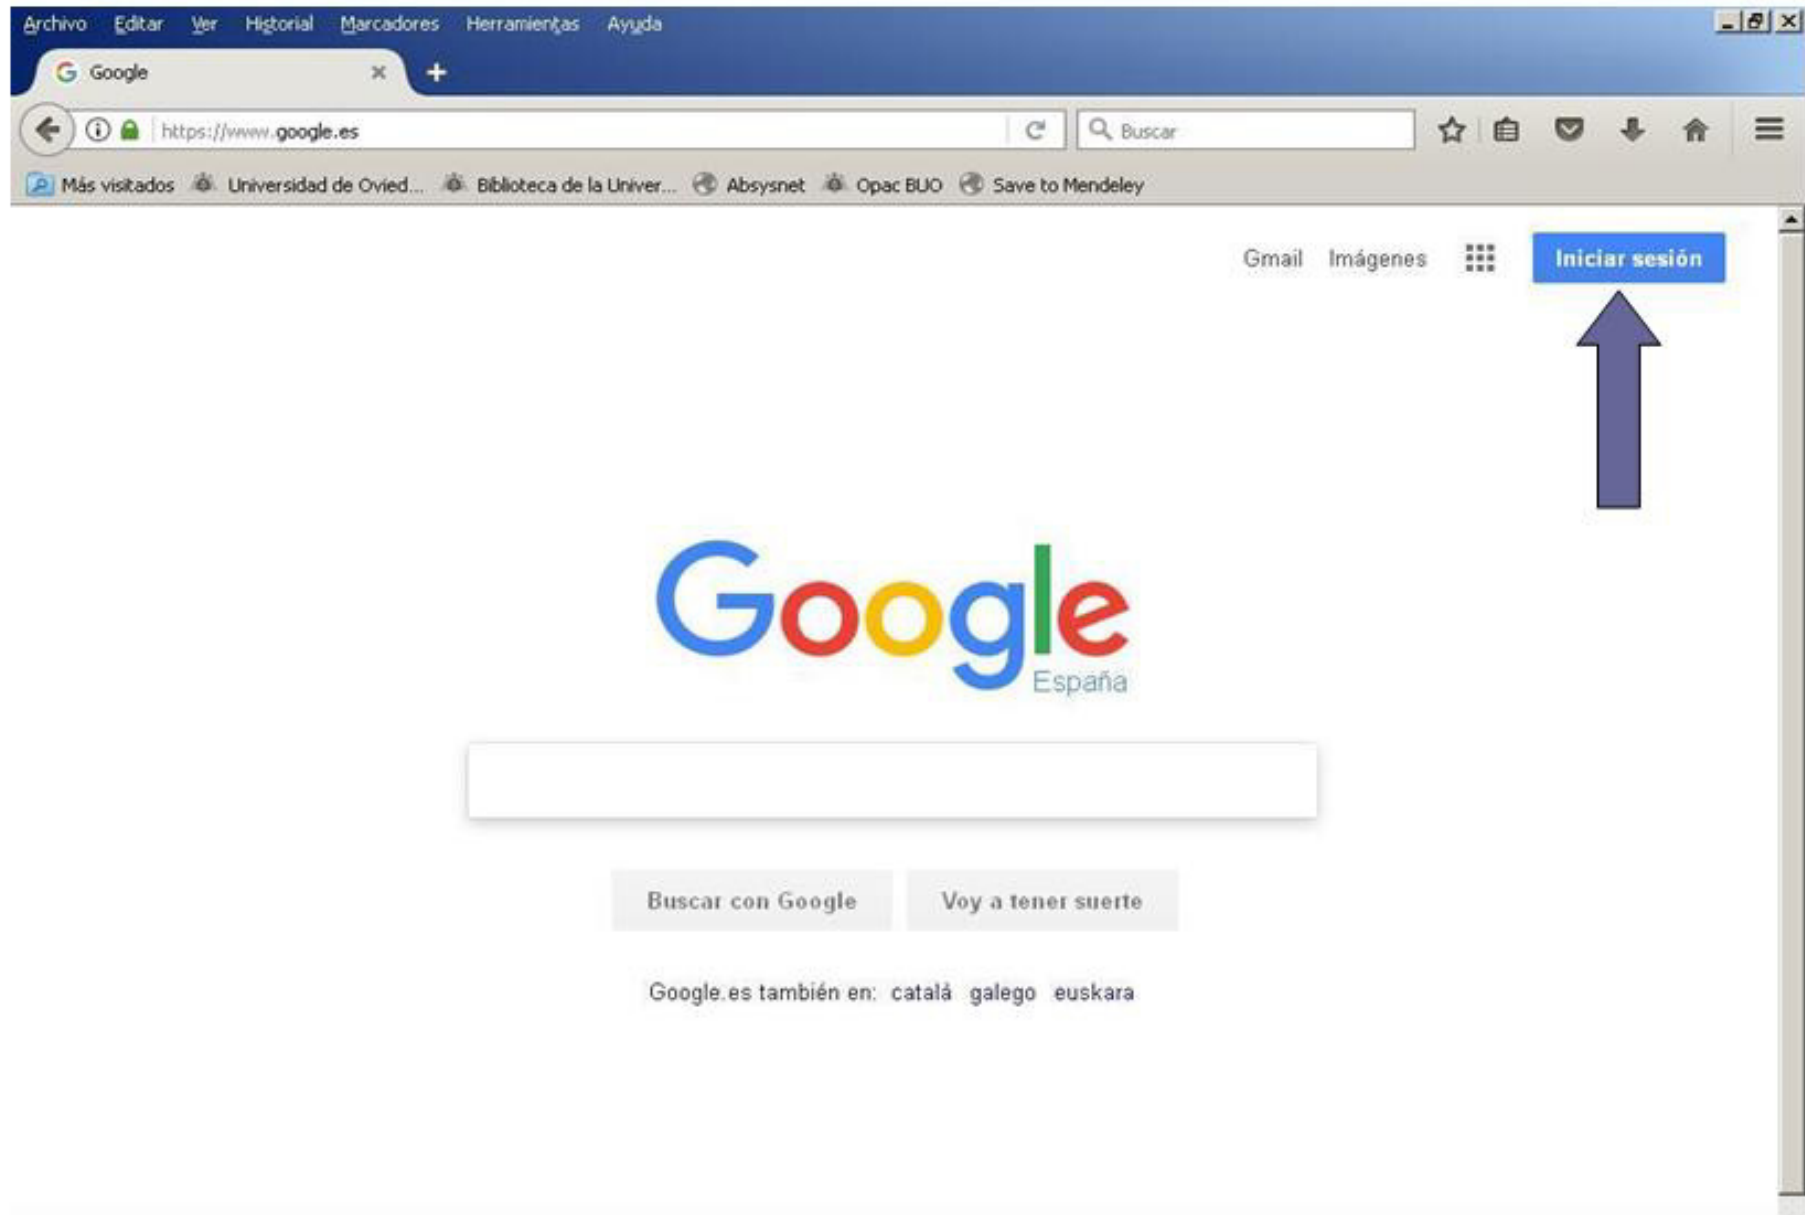 Archivo Editar Ver Historial Marcadores Herramientas Ayuda
Google
https://www.google.es
Buscar
Más visitados Universidad de Ovied... Biblioteca de la Univer... Absysnet Opac BUO Save to Mendeley
Gmail Imágenes Iniciar sesión
Google
España
Buscar con Google Voy a tener suerte
Google.es también en: català galego euskara